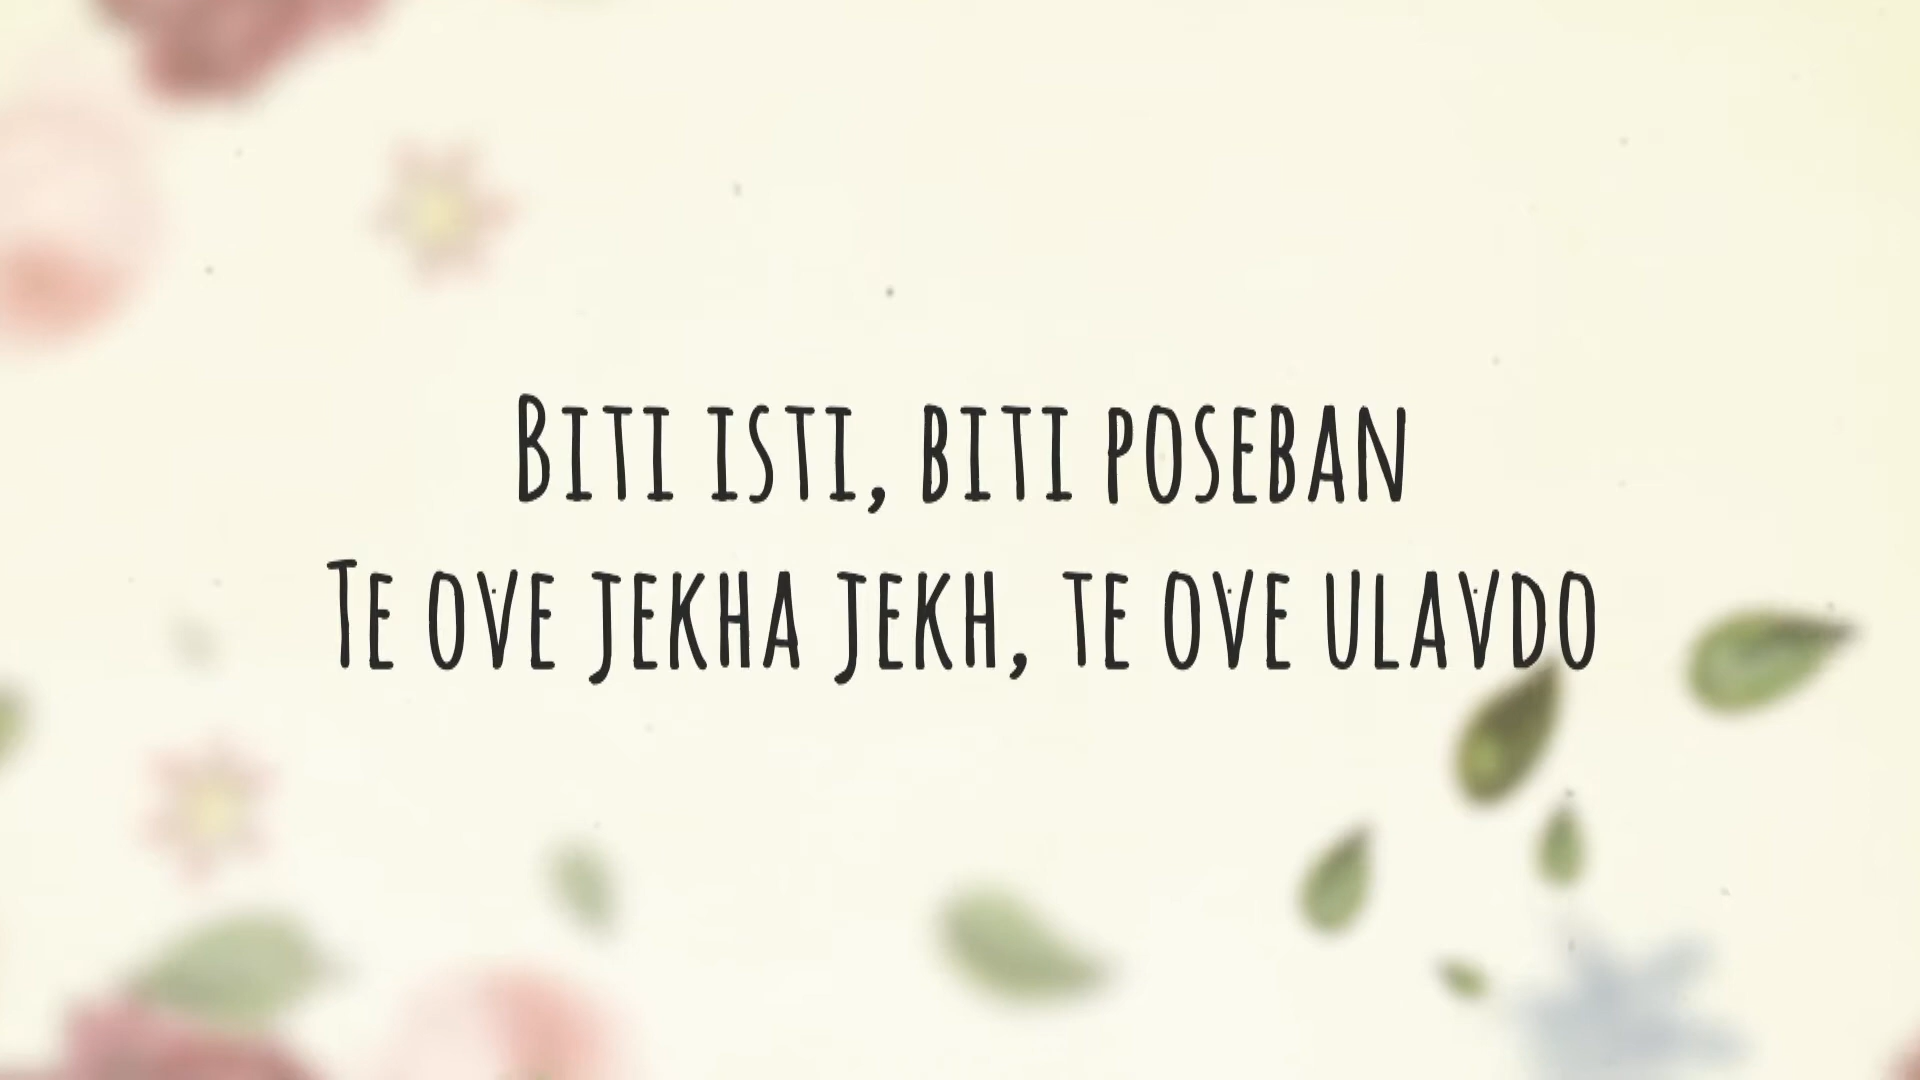 Biti isti, biti poseban
Te ove jekha jekh, te ove ulavdo